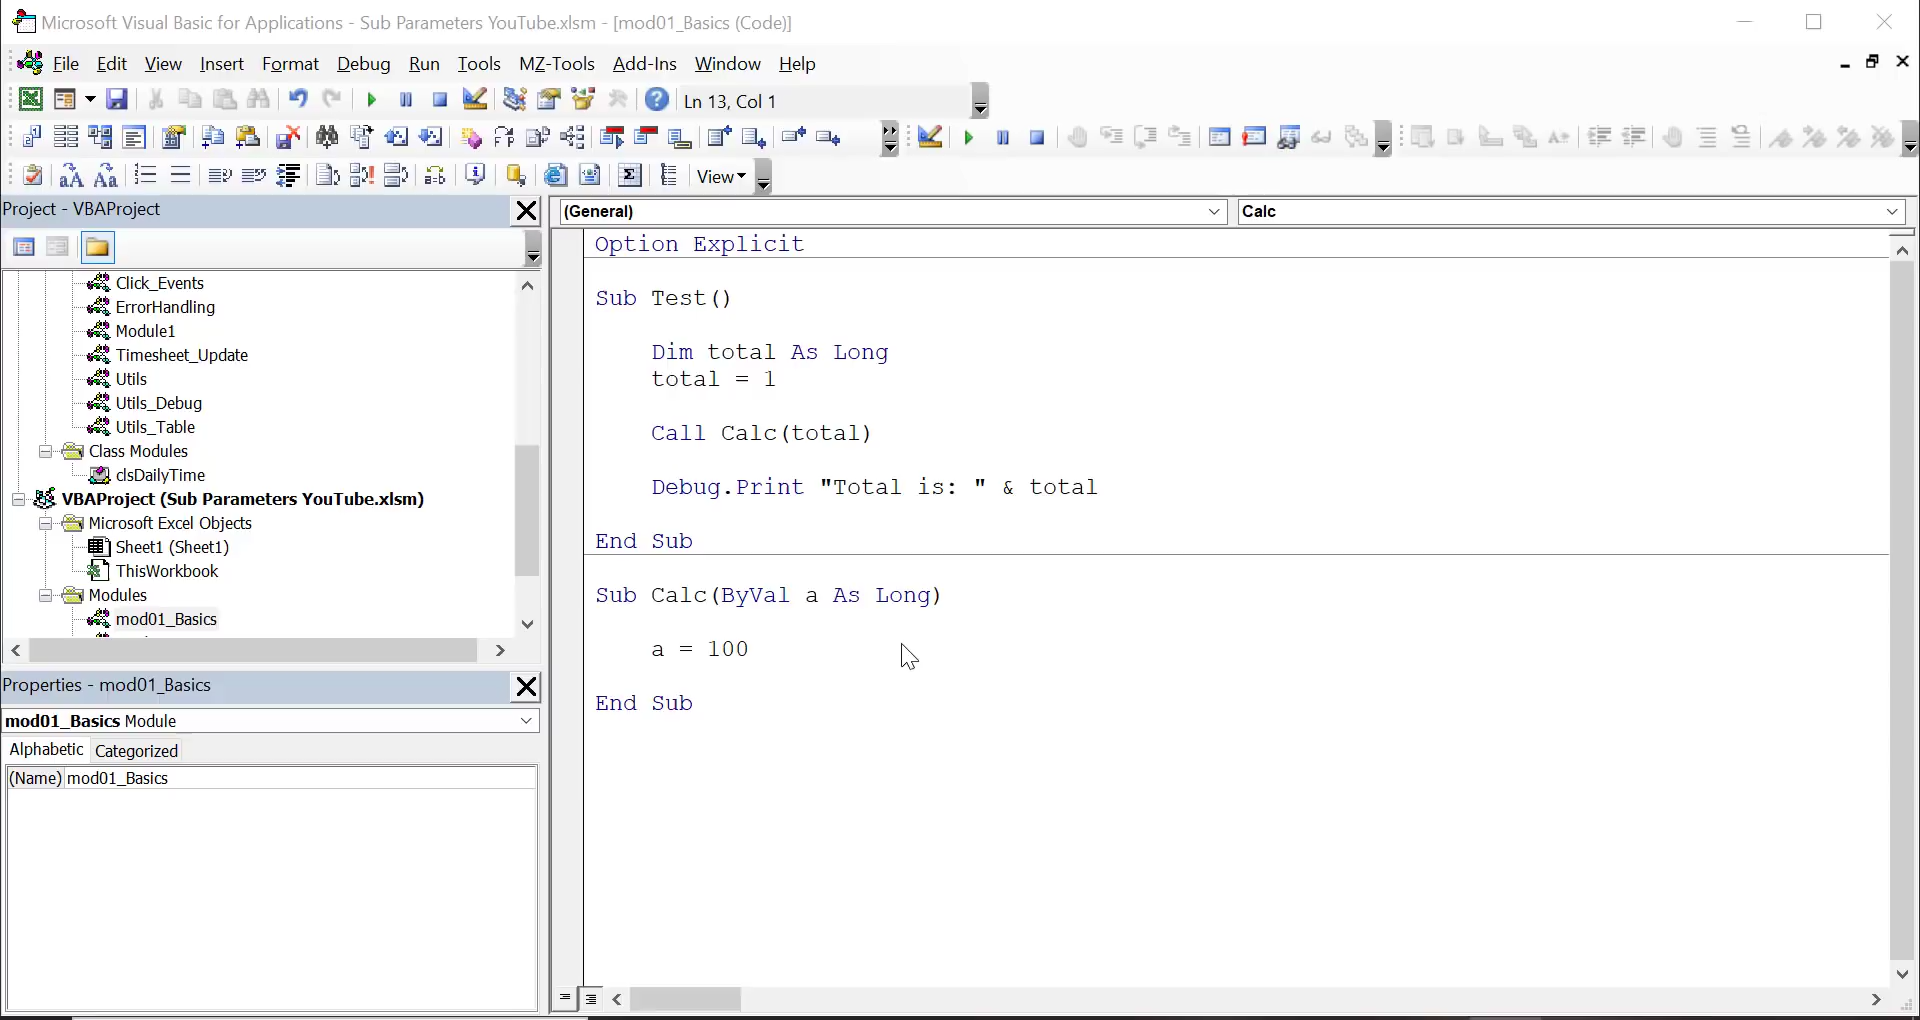 Microsoft Visual Basic for Applications - Sub Parameters YouTube.xlsm - [mod01_Basics (Code)]
File Edit View Insert Format Debug Run Tools MZ-Tools Add-Ins Window Help
Ln 13, Col 1
View
Project - VBAProject
Click_Events
ErrorHandling
Module1
Timesheet_Update
Utils
Utils_Debug
Utils_Table
Class Modules
clsDailyTime
VBAProject (Sub Parameters YouTube.xlsm)
Microsoft Excel Objects
Sheet1 (Sheet1)
ThisWorkbook
Modules
mod01_Basics
Properties - mod01_Basics
mod01_Basics Module
Alphabetic Categorized
(Name) mod01_Basics
(General) Calc
Option Explicit
Sub Test()
Dim total As Long
total = 1
Call Calc(total)
Debug.Print "Total is: " & total
End Sub
Sub Calc(ByVal a As Long)
a = 100
End Sub